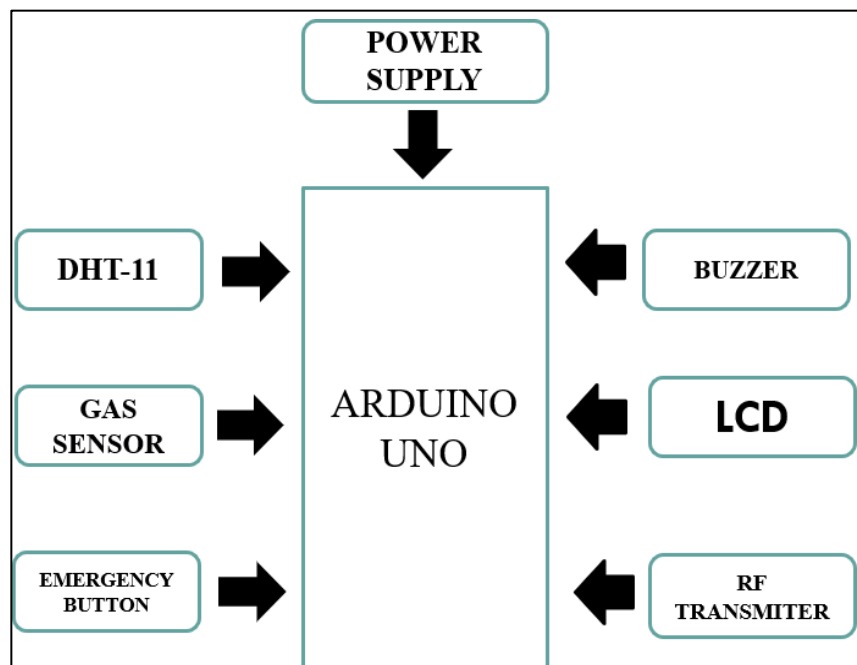 POWER
SUPPLY
DHT-11
BUZZER
GAS
SENSOR
ARDUINO
UNO
LCD
EMERGENCY
BUTTON
RF
TRANSMITER